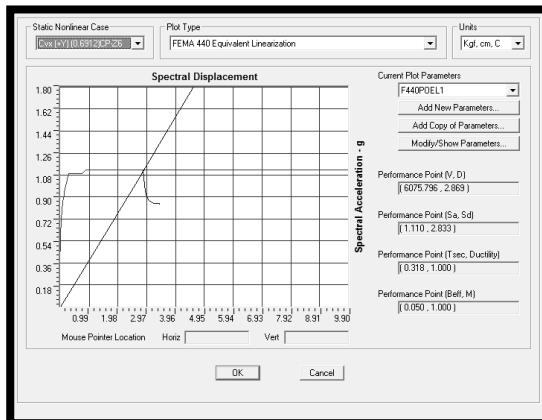 Static Nonlinear Case
Cvx (+Y) (0.6912)CP-Z6
Plot Type
FEMA 440 Equivalent Linearization
Units
Kgf, cm, C
Spectral Displacement
1.80
1.62
1.44
1.26
1.08
0.90
0.72
0.54
0.36
0.18
0.99 1.98 2.97 3.96 4.95 5.94 6.93 7.92 8.91 9.90
Spectral Acceleration - g
Mouse Pointer Location Horiz Vert
Current Plot Parameters
F440POEL1
Add New Parameters...
Add Copy of Parameters...
Modify/Show Parameters...
Performance Point (V, D)
( 6075.796 , 2.869 )
Performance Point (Sa, Sd)
( 1.110 , 2.833 )
Performance Point (Tsec, Ductility)
( 0.318 , 1.000 )
Performance Point (Beff, M)
( 0.050 , 1.000 )
OK Cancel